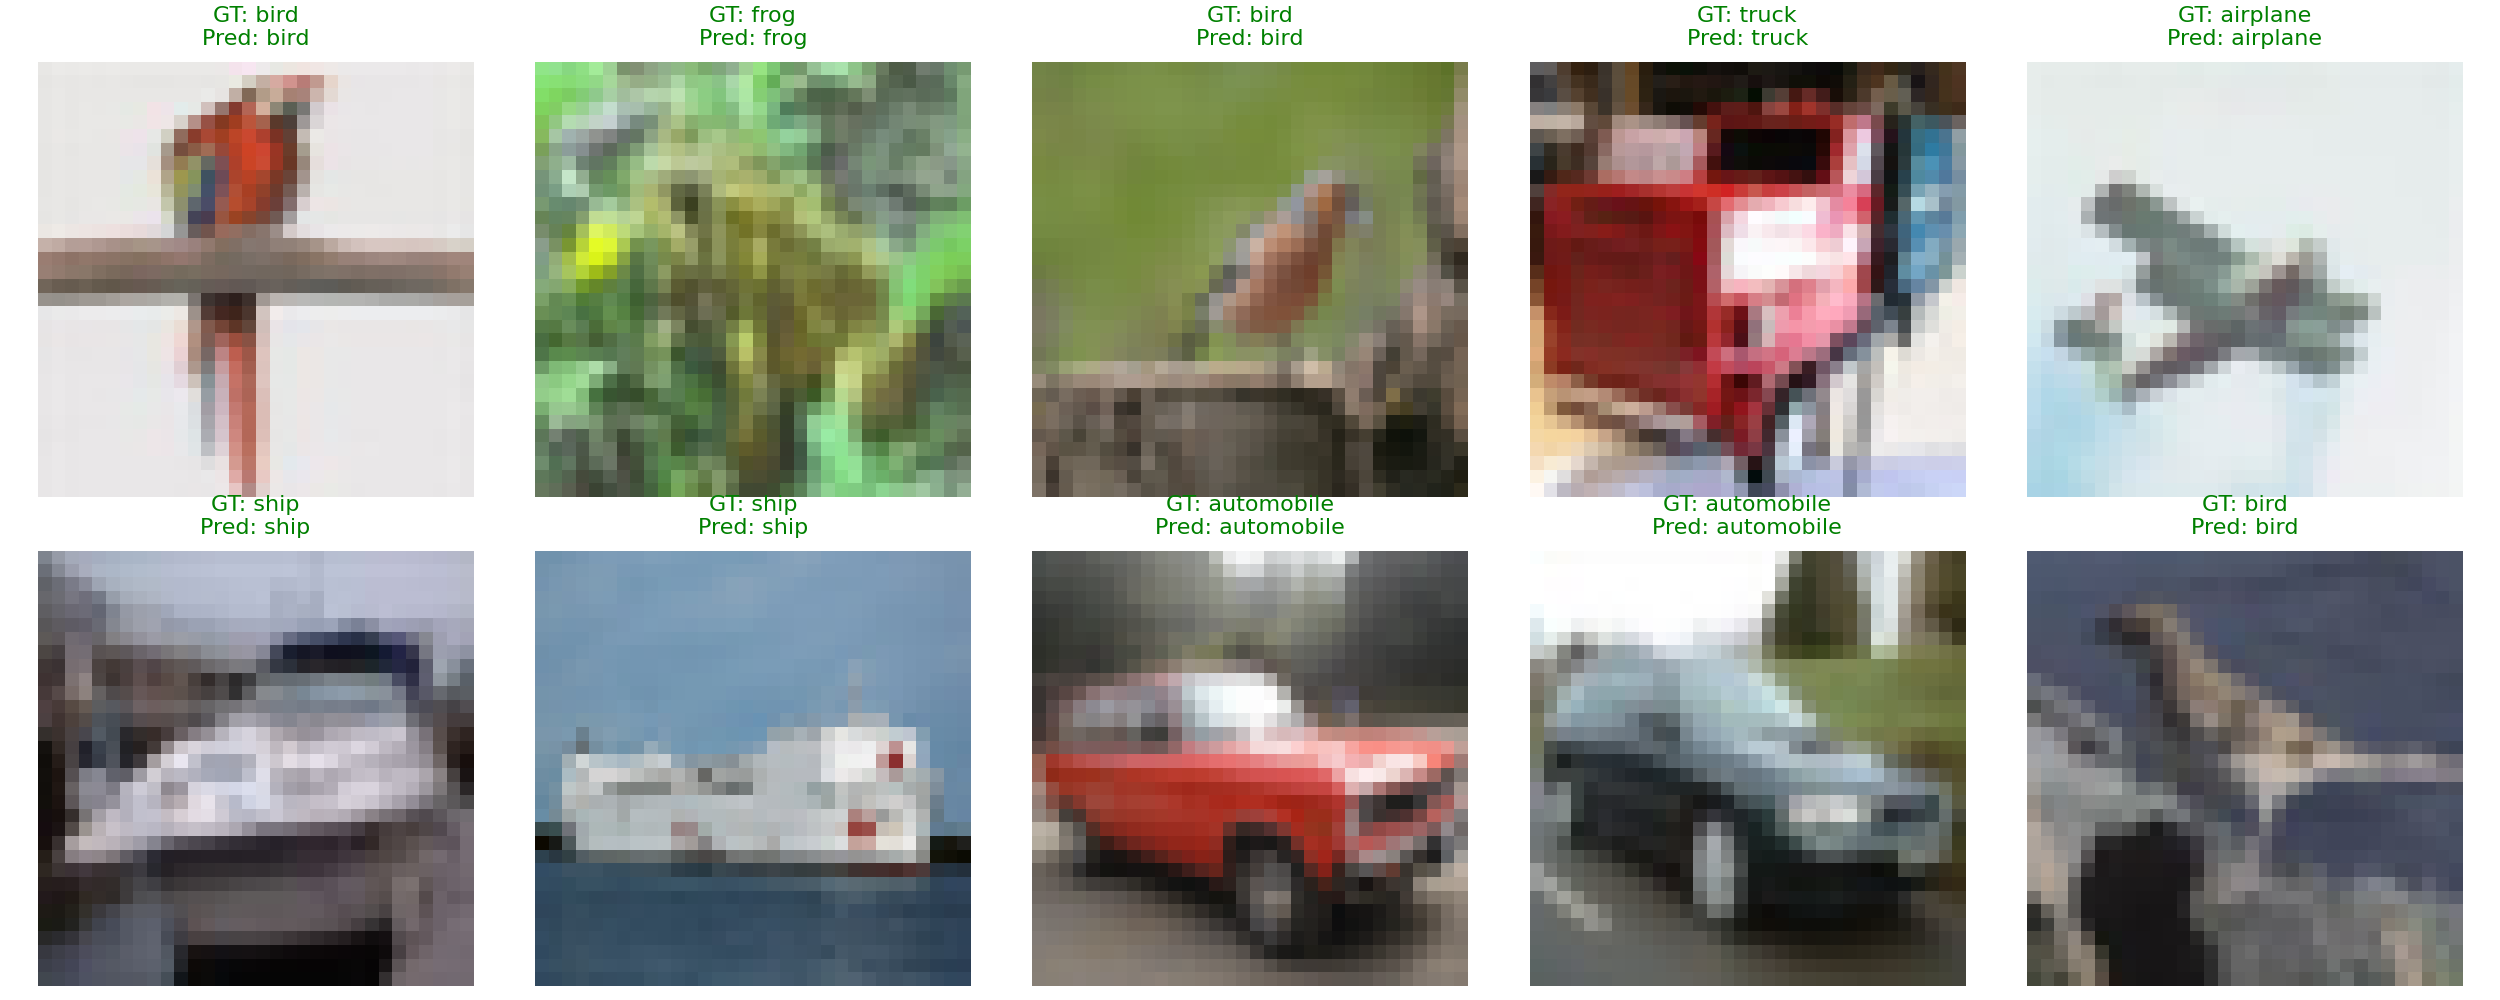 GT: bird
Pred: bird
GT: frog
Pred: frog
GT: bird
Pred: bird
GT: truck
Pred: truck
GT: airplane
Pred: airplane
GT: ship
Pred: ship
GT: ship
Pred: ship
GT: automobile
Pred: automobile
GT: automobile
Pred: automobile
GT: bird
Pred: bird